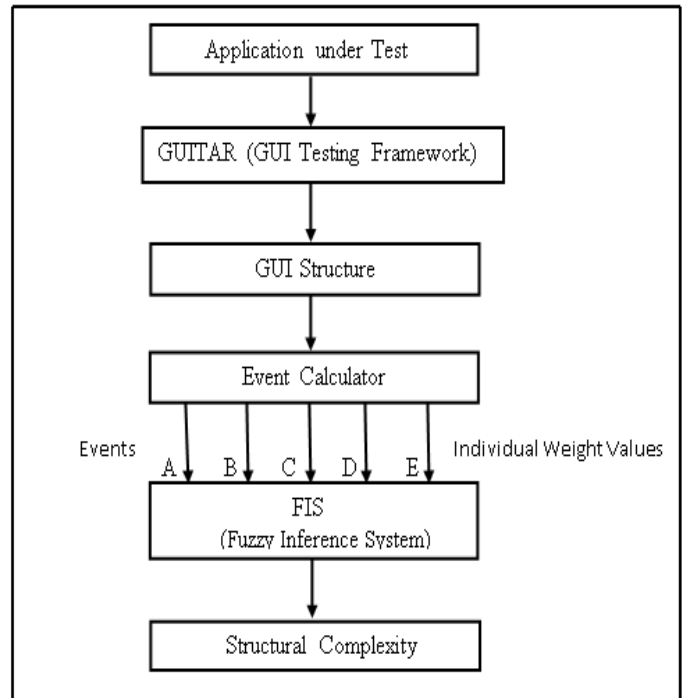 Application under Test
GUITAR (GUI Testing Framework)
GUI Structure
Event Calculator
Events
Individual Weight Values
A B C D E
FIS
(Fuzzy Inference System)
Structural Complexity